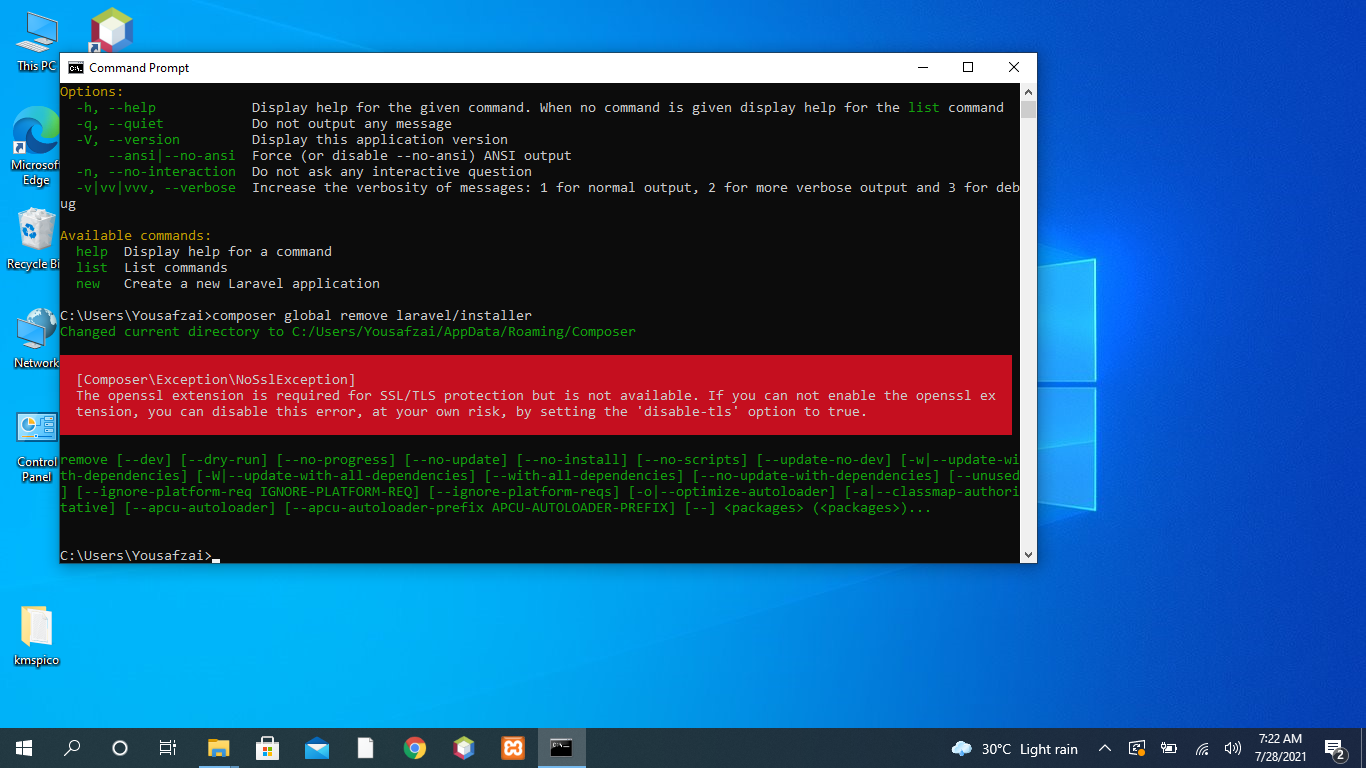 This PC
Command Prompt
Options:
-h, --help Display help for the given command. When no command is given display help for the list command
-q, --quiet Do not output any message
-V, --version Display this application version
--ansi|--no-ansi Force (or disable --no-ansi) ANSI output
-n, --no-interaction Do not ask any interactive question
-v|vv|vvv, --verbose Increase the verbosity of messages: 1 for normal output, 2 for more verbose output and 3 for deb
ug
Available commands:
help Display help for a command
list List commands
new Create a new Laravel application
C:\Users\Yousafzai>composer global remove laravel/installer
Changed current directory to C:/Users/Yousafzai/AppData/Roaming/Composer
[Composer\Exception\NoSslException]
The openssl extension is required for SSL/TLS protection but is not available. If you can not enable the openssl ex
tension, you can disable this error, at your own risk, by setting the 'disable-tls' option to true.
remove [--dev] [--dry-run] [--no-progress] [--no-update] [--no-install] [--no-scripts] [--update-no-dev] [-w|--update-wi
th-dependencies] [-W|--update-with-all-dependencies] [--with-all-dependencies] [--no-update-with-dependencies] [--unused
] [--ignore-platform-req IGNORE-PLATFORM-REQ] [--ignore-platform-reqs] [-o|--optimize-autoloader] [-a|--classmap-authori
tative] [--apcu-autoloader] [--apcu-autoloader-prefix APCU-AUTOLOADER-PREFIX] [--] <packages> (<packages>)...
C:\Users\Yousafzai>
Microsof
Edge
Recycle Bi
Network
Control
Panel
kmspico
30°C Light rain
7:22 AM
7/28/2021
2